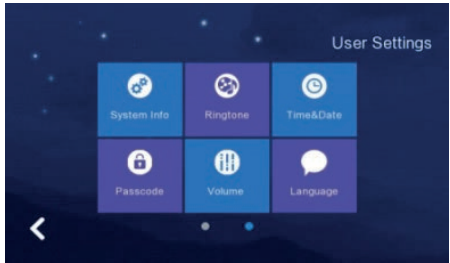 User Settings
System Info Ringtone Time&Date
Passcode Volume Language